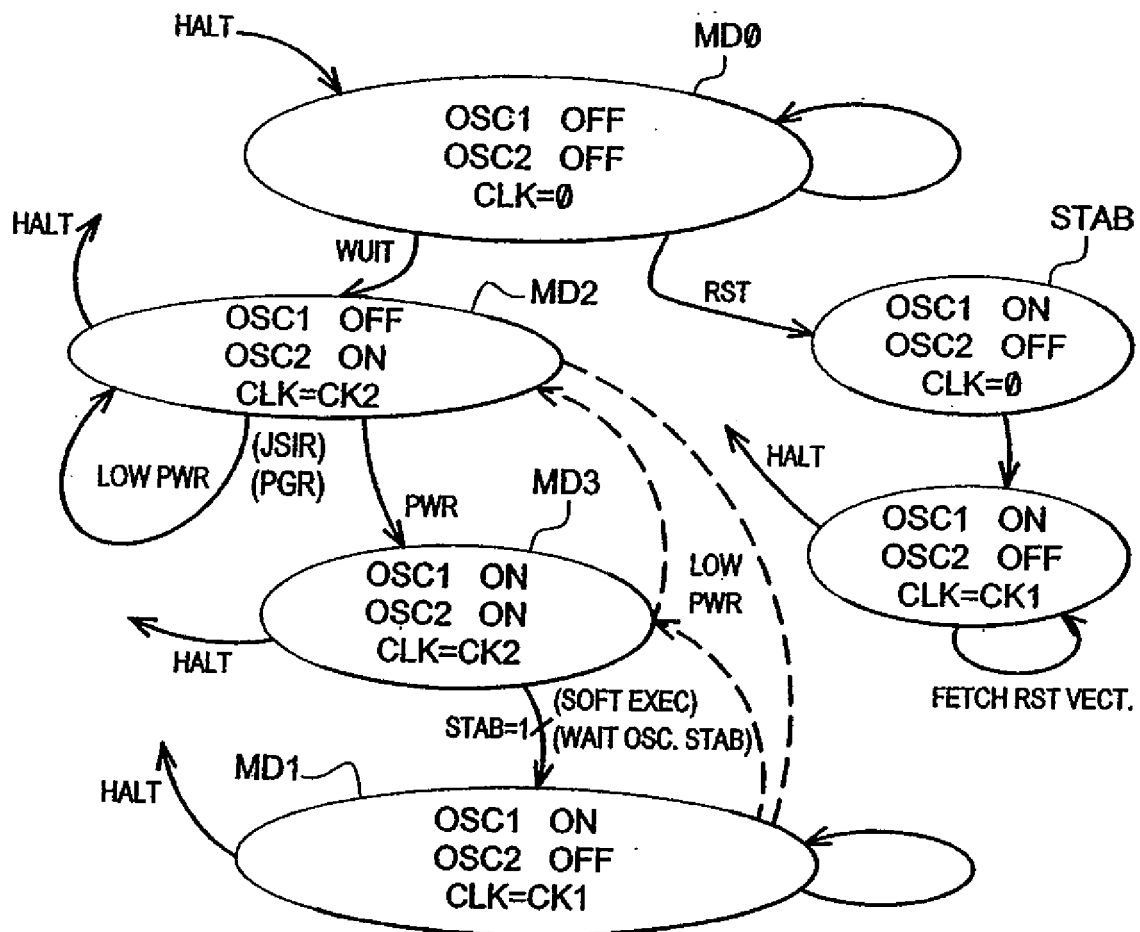 HALT
MD0
OSC1 OFF
OSC2 OFF
CLK=0
HALT
WUIT
RST
STAB
MD2
OSC1 OFF
OSC2 ON
CLK=CK2
OSC1 ON
OSC2 OFF
CLK=0
LOW PWR
(JSIR)
(PGR)
PWR
MD3
HALT
OSC1 ON
OSC2 OFF
CLK=CK1
OSC1 ON
OSC2 ON
CLK=CK2
LOW
PWR
HALT
FETCH RST VECT.
STAB=1
(SOFT EXEC)
(WAIT OSC. STAB)
MD1
HALT
OSC1 ON
OSC2 OFF
CLK=CK1